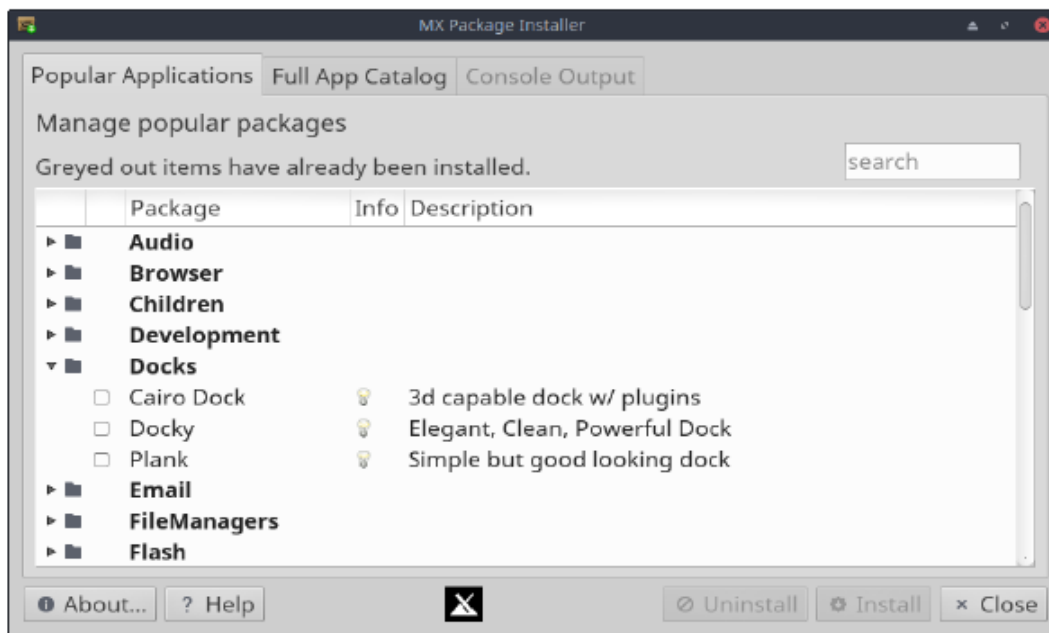 MX Package Installer
Popular Applications Full App Catalog Console Output
Manage popular packages
Greyed out items have already been installed.
search
Package Info Description
Audio
Browser
Children
Development
Docks
Cairo Dock 3d capable dock w/ plugins
Docky Elegant, Clean, Powerful Dock
Plank Simple but good looking dock
Email
FileManagers
Flash
About... ? Help Uninstall Install × Close